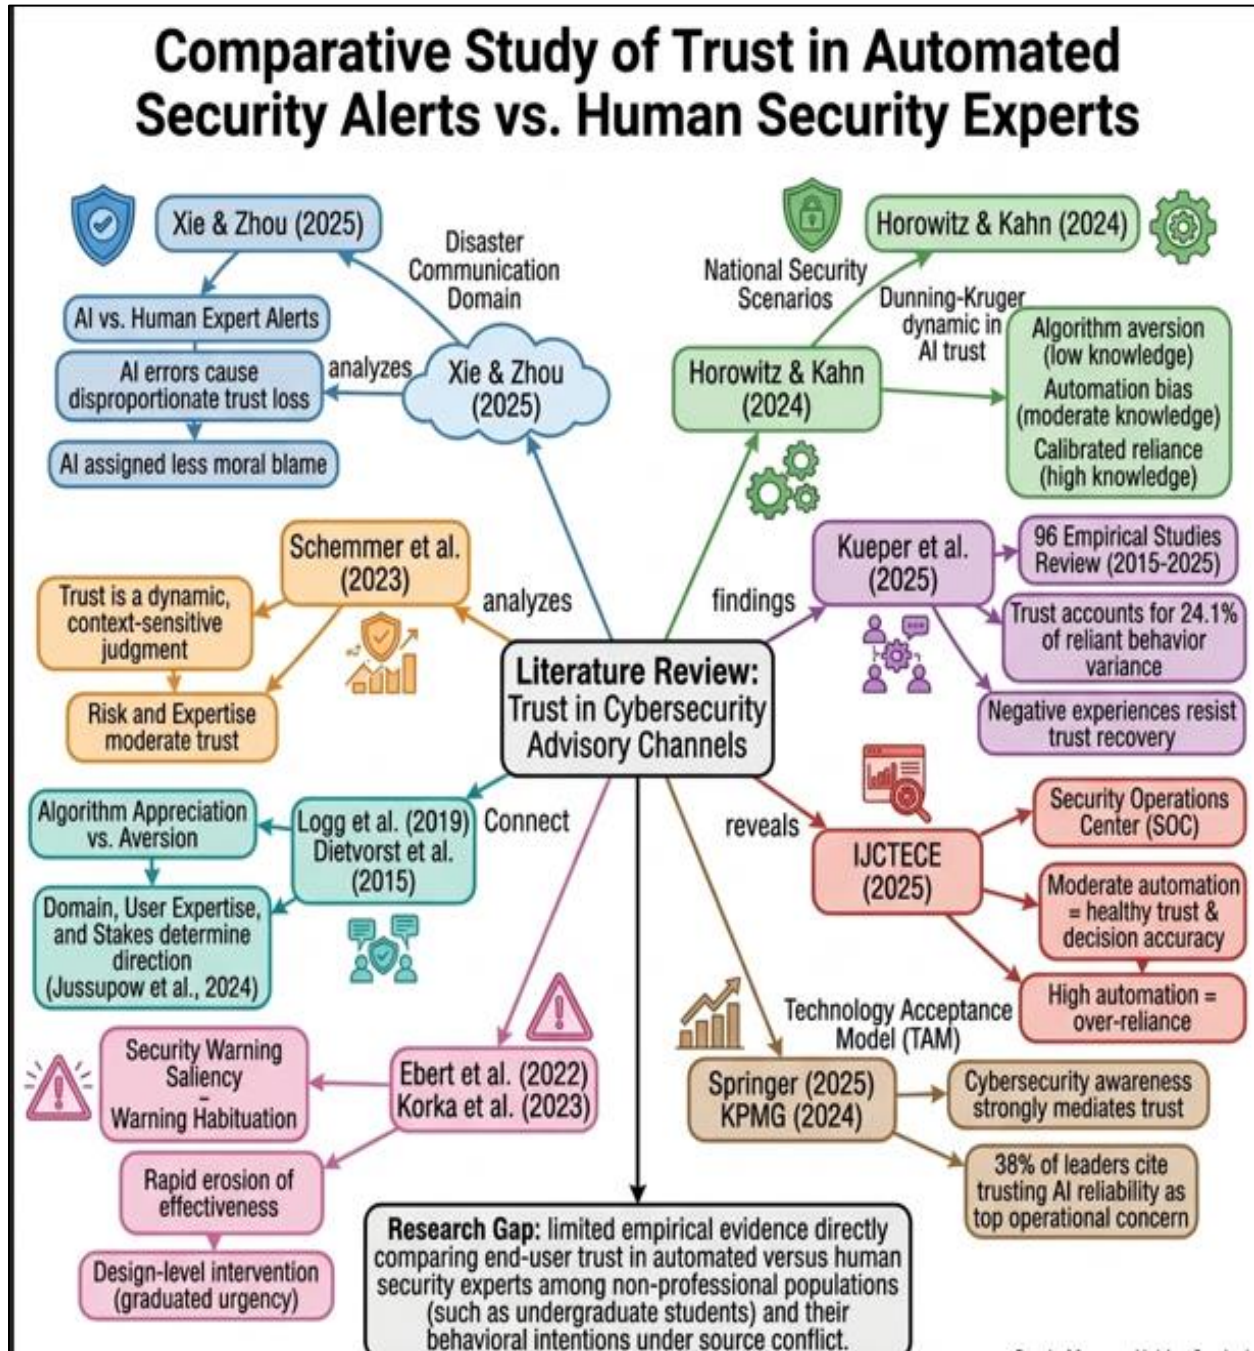 Comparative Study of Trust in Automated
Security Alerts vs. Human Security Experts
Xie & Zhou (2025)
Disaster
Communication
Domain
AI vs. Human Expert Alerts
AI errors cause
disproportionate trust loss
analyzes
Xie & Zhou
(2025)
AI assigned less moral blame
Horowitz & Kahn (2024)
National Security
Scenarios
Dunning-Kruger
dynamic in
AI trust
Horowitz & Kahn
(2024)
Algorithm aversion
(low knowledge)
Automation bias
(moderate knowledge)
Calibrated reliance
(high knowledge)
Schemmer et al.
(2023)
analyzes
Trust is a dynamic,
context-sensitive
judgment
Risk and Expertise
moderate trust
findings
Kueper et al.
(2025)
96 Empirical Studies
Review (2015-2025)
Trust accounts for 24.1%
of reliant behavior
variance
Negative experiences resist
trust recovery
Literature Review:
Trust in Cybersecurity
Advisory Channels
Algorithm Appreciation
vs. Aversion
Logg et al. (2019)
Dietvorst et al.
(2015)
Connect
Domain, User Expertise,
and Stakes determine
direction
(Jussupow et al., 2024)
reveals
IJCTECE
(2025)
Security Operations
Center (SOC)
Moderate automation
= healthy trust &
decision accuracy
High automation =
over-reliance
Security Warning
Saliency
–
Warning Habituation
Ebert et al. (2022)
Korka et al. (2023)
Rapid erosion of
effectiveness
Design-level intervention
(graduated urgency)
Technology Acceptance
Model (TAM)
Springer (2025)
KPMG (2024)
Cybersecurity awareness
strongly mediates trust
38% of leaders cite
trusting AI reliability as
top operational concern
Research Gap: limited empirical evidence directly
comparing end-user trust in automated versus human
security experts among non-professional populations
(such as undergraduate students) and their
behavioral intentions under source conflict.